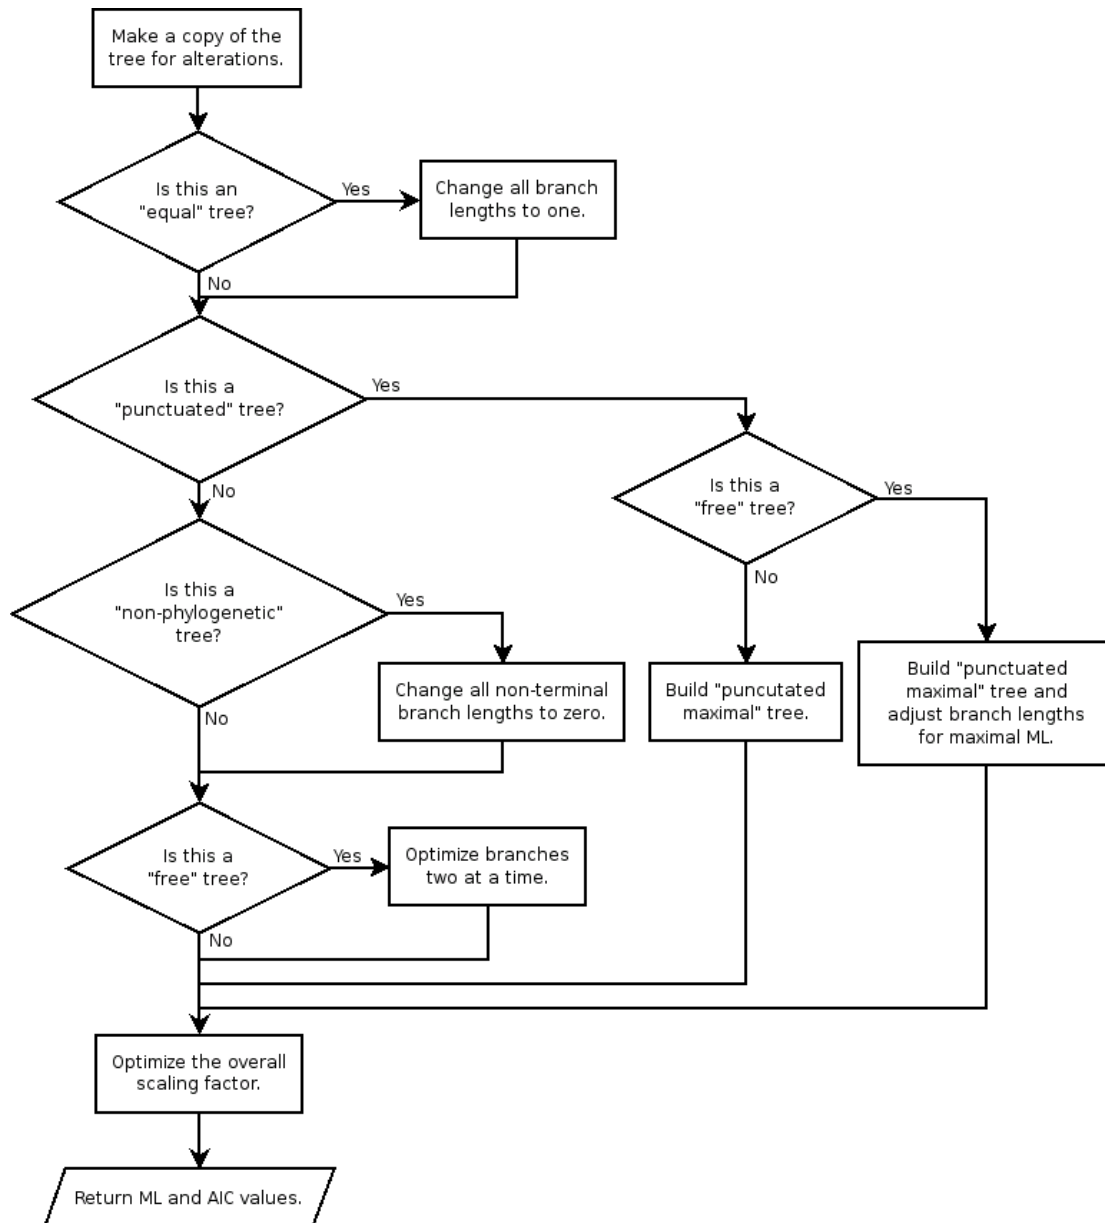 Make a copy of the
tree for alterations.
Is this an
"equal" tree?
Yes
Change all branch
lengths to one.
No
Is this a
"punctuated" tree?
Yes
No
Is this a
"free" tree?
Yes
No
Is this a
"non-phylogenetic"
tree?
Yes
No
Change all non-terminal
branch lengths to zero.
Build "puncutated
maximal" tree.
Build "punctuated
maximal" tree and
adjust branch lengths
for maximal ML.
Is this a
"free" tree?
Yes
Optimize branches
two at a time.
No
Optimize the overall
scaling factor.
Return ML and AIC values.